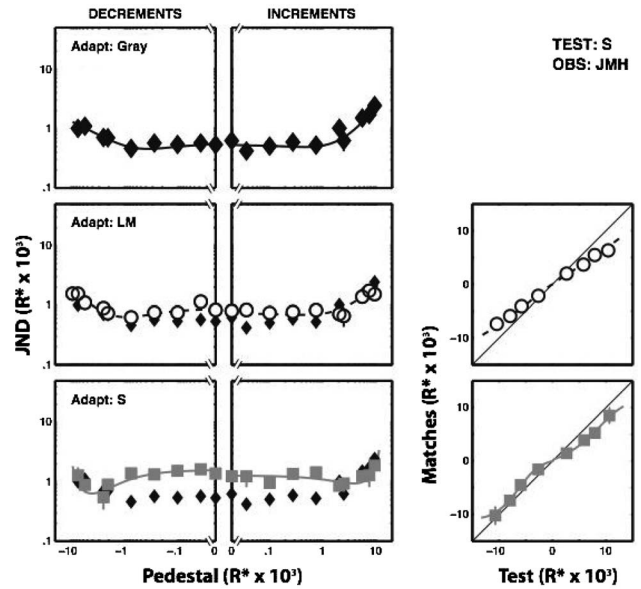 DECREMENTS INCREMENTS
Adapt: Gray
TEST: S
OBS: JMH
10
1
.1
Adapt: LM
10
1
.1
15
10
0
-10
Adapt: S
10
1
.1
15
10
0
-10
-10 -1 -.1 0 0 .1 1 10
-10 0 10
JND (R* x 10³)
Matches (R* x 10³)
Pedestal (R* x 10³)
Test (R* x 10³)